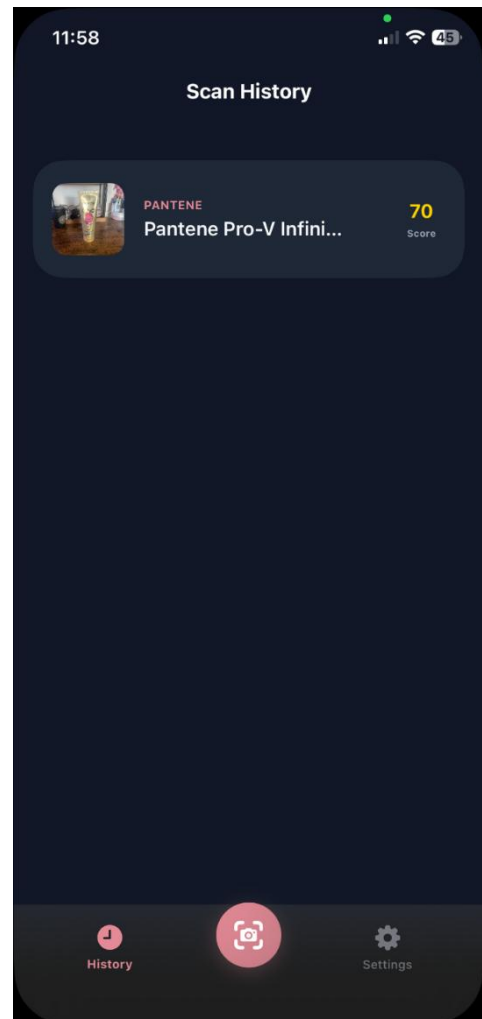 11:58
45
Scan History
PANTENE
Pantene Pro-V Infini...
70
Score
History
Settings